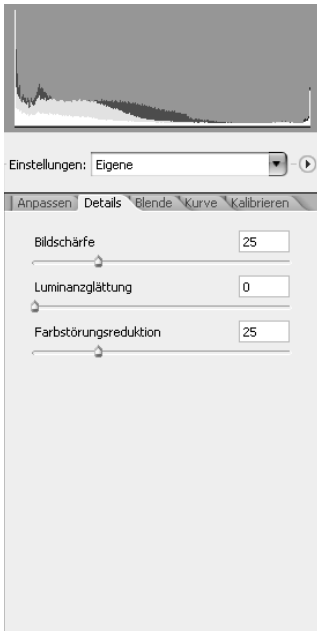 Einstellungen: Eigene
Anpassen Details Blende Kurve Kalibrieren
Bildschärfe 25
Luminanzglättung 0
Farbstörungsreduktion 25